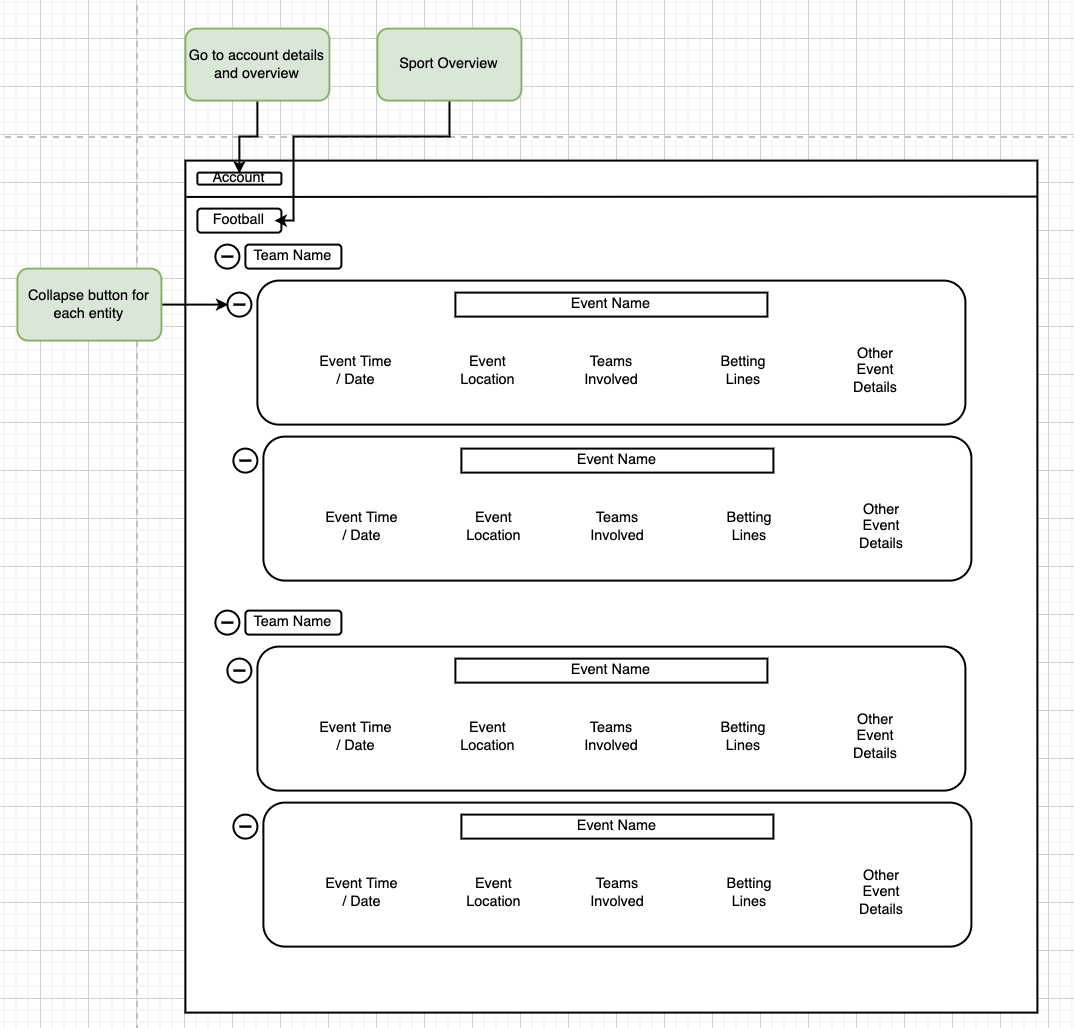 Go to account details
and overview
Sport Overview
Account
Football
Team Name
Collapse button for
each entity
Event Name
Event Time
/ Date
Event
Location
Teams
Involved
Betting
Lines
Other
Event
Details
Event Name
Event Time
/ Date
Event
Location
Teams
Involved
Betting
Lines
Other
Event
Details
Team Name
Event Name
Event Time
/ Date
Event
Location
Teams
Involved
Betting
Lines
Other
Event
Details
Event Name
Event Time
/ Date
Event
Location
Teams
Involved
Betting
Lines
Other
Event
Details